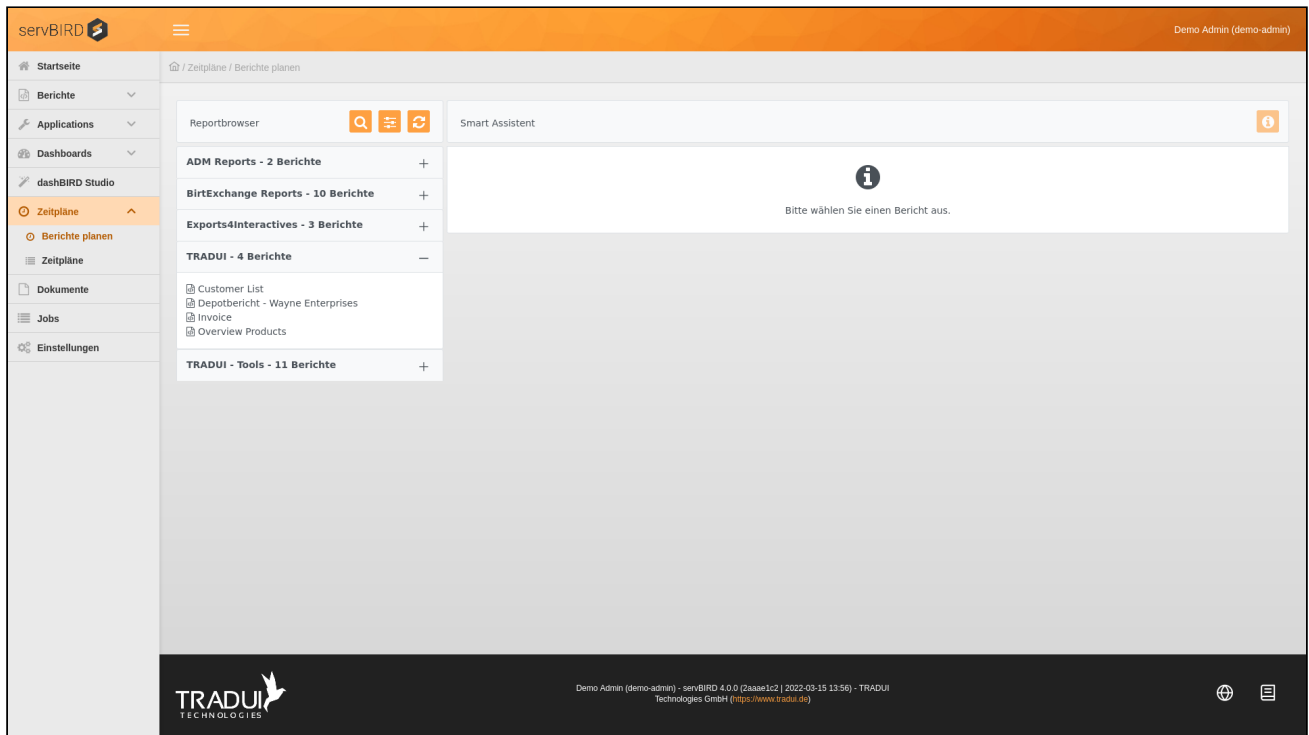 servBIRD
Demo Admin (demo-admin)
Startseite
Berichte
Applications
Dashboards
dashBIRD Studio
Zeitpläne
Berichte planen
Zeitpläne
Dokumente
Jobs
Einstellungen
/ Zeitpläne / Berichte planen
Reportbrowser
ADM Reports - 2 Berichte
BirtExchange Reports - 10 Berichte
Exports4Interactives - 3 Berichte
TRADUI - 4 Berichte
Customer List
Depotbericht - Wayne Enterprises
Invoice
Overview Products
TRADUI - Tools - 11 Berichte
Smart Assistent
Bitte wählen Sie einen Bericht aus.
TRADUI
TECHNOLOGIES
Demo Admin (demo-admin) - servBIRD 4.0.0 (2aaae1c2 | 2022-03-15 13:56) - TRADUI
Technologies GmbH (https://www.tradui.de)